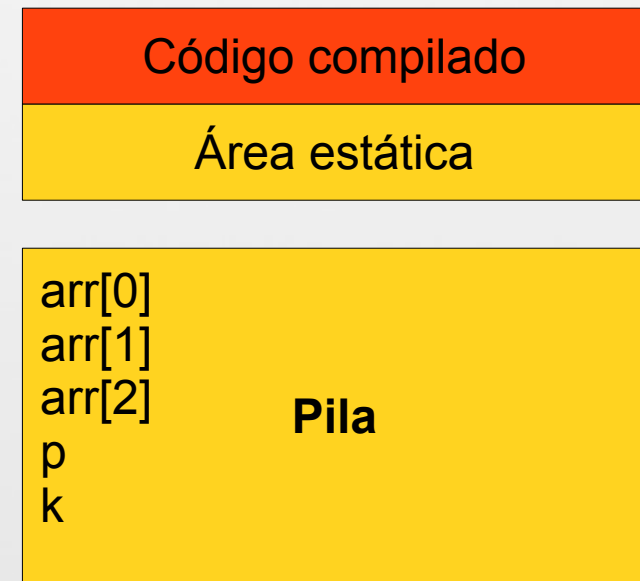 Código compilado
Área estática
arr[0]
arr[1]
arr[2]
Pila
p
k